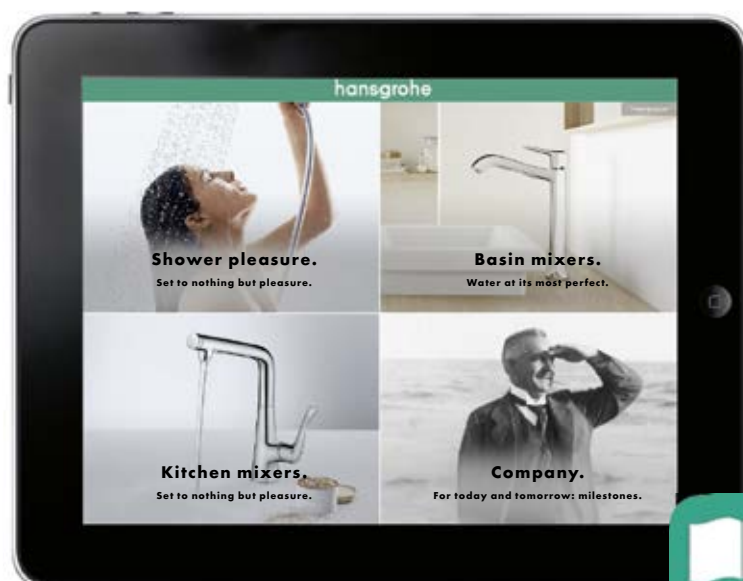 hansgrohe
Shower pleasure.
Set to nothing but pleasure.
Basin mixers.
Water at its most perfect.
Kitchen mixers.
Set to nothing but pleasure.
Company.
For today and tomorrow: milestones.